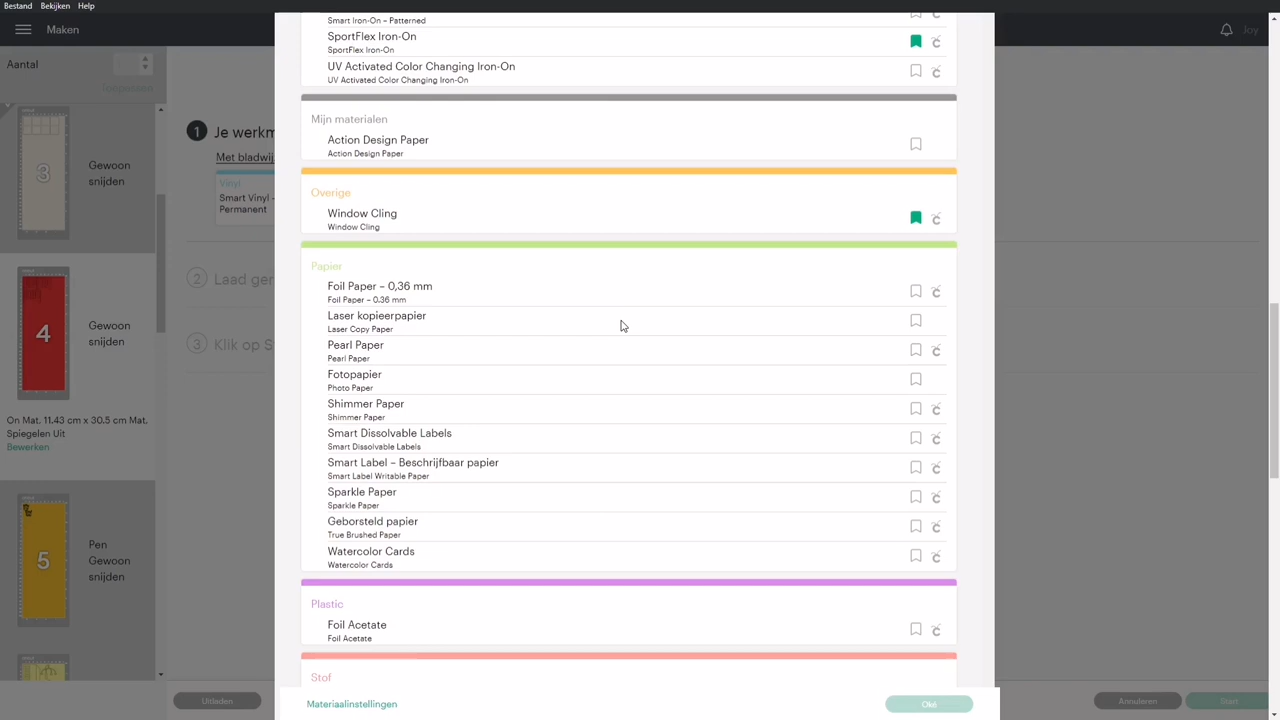 Bestand Bekijken Help
Maken
Joy
Aantal
Toepassen
3
Gewoon
snijden
4
Gewoon
snijden
On Mat. 11.43 cm x 30.5 cm Mat.
Spiegelen Uit
Bewerken
5
Pen
Gewoon
snijden
1 Je werkm
Met bladwij
Vinyl
Smart Vinyl –
Permanent
2 Laad ger
3 Klik op S
Smart Iron-On – Patterned
SportFlex Iron-On
SportFlex Iron-On
UV Activated Color Changing Iron-On
UV Activated Color Changing Iron-On
Mijn materialen
Action Design Paper
Action Design Paper
Overige
Window Cling
Window Cling
Papier
Foil Paper – 0,36 mm
Foil Paper – 0.36 mm
Laser kopieerpapier
Laser Copy Paper
Pearl Paper
Pearl Paper
Fotopapier
Photo Paper
Shimmer Paper
Shimmer Paper
Smart Dissolvable Labels
Smart Dissolvable Labels
Smart Label – Beschrijfbaar papier
Smart Label Writable Paper
Sparkle Paper
Sparkle Paper
Geborsteld papier
True Brushed Paper
Watercolor Cards
Watercolor Cards
Plastic
Foil Acetate
Foil Acetate
Stof
Materiaalinstellingen
Oké
Uitladen
Annuleren
Start